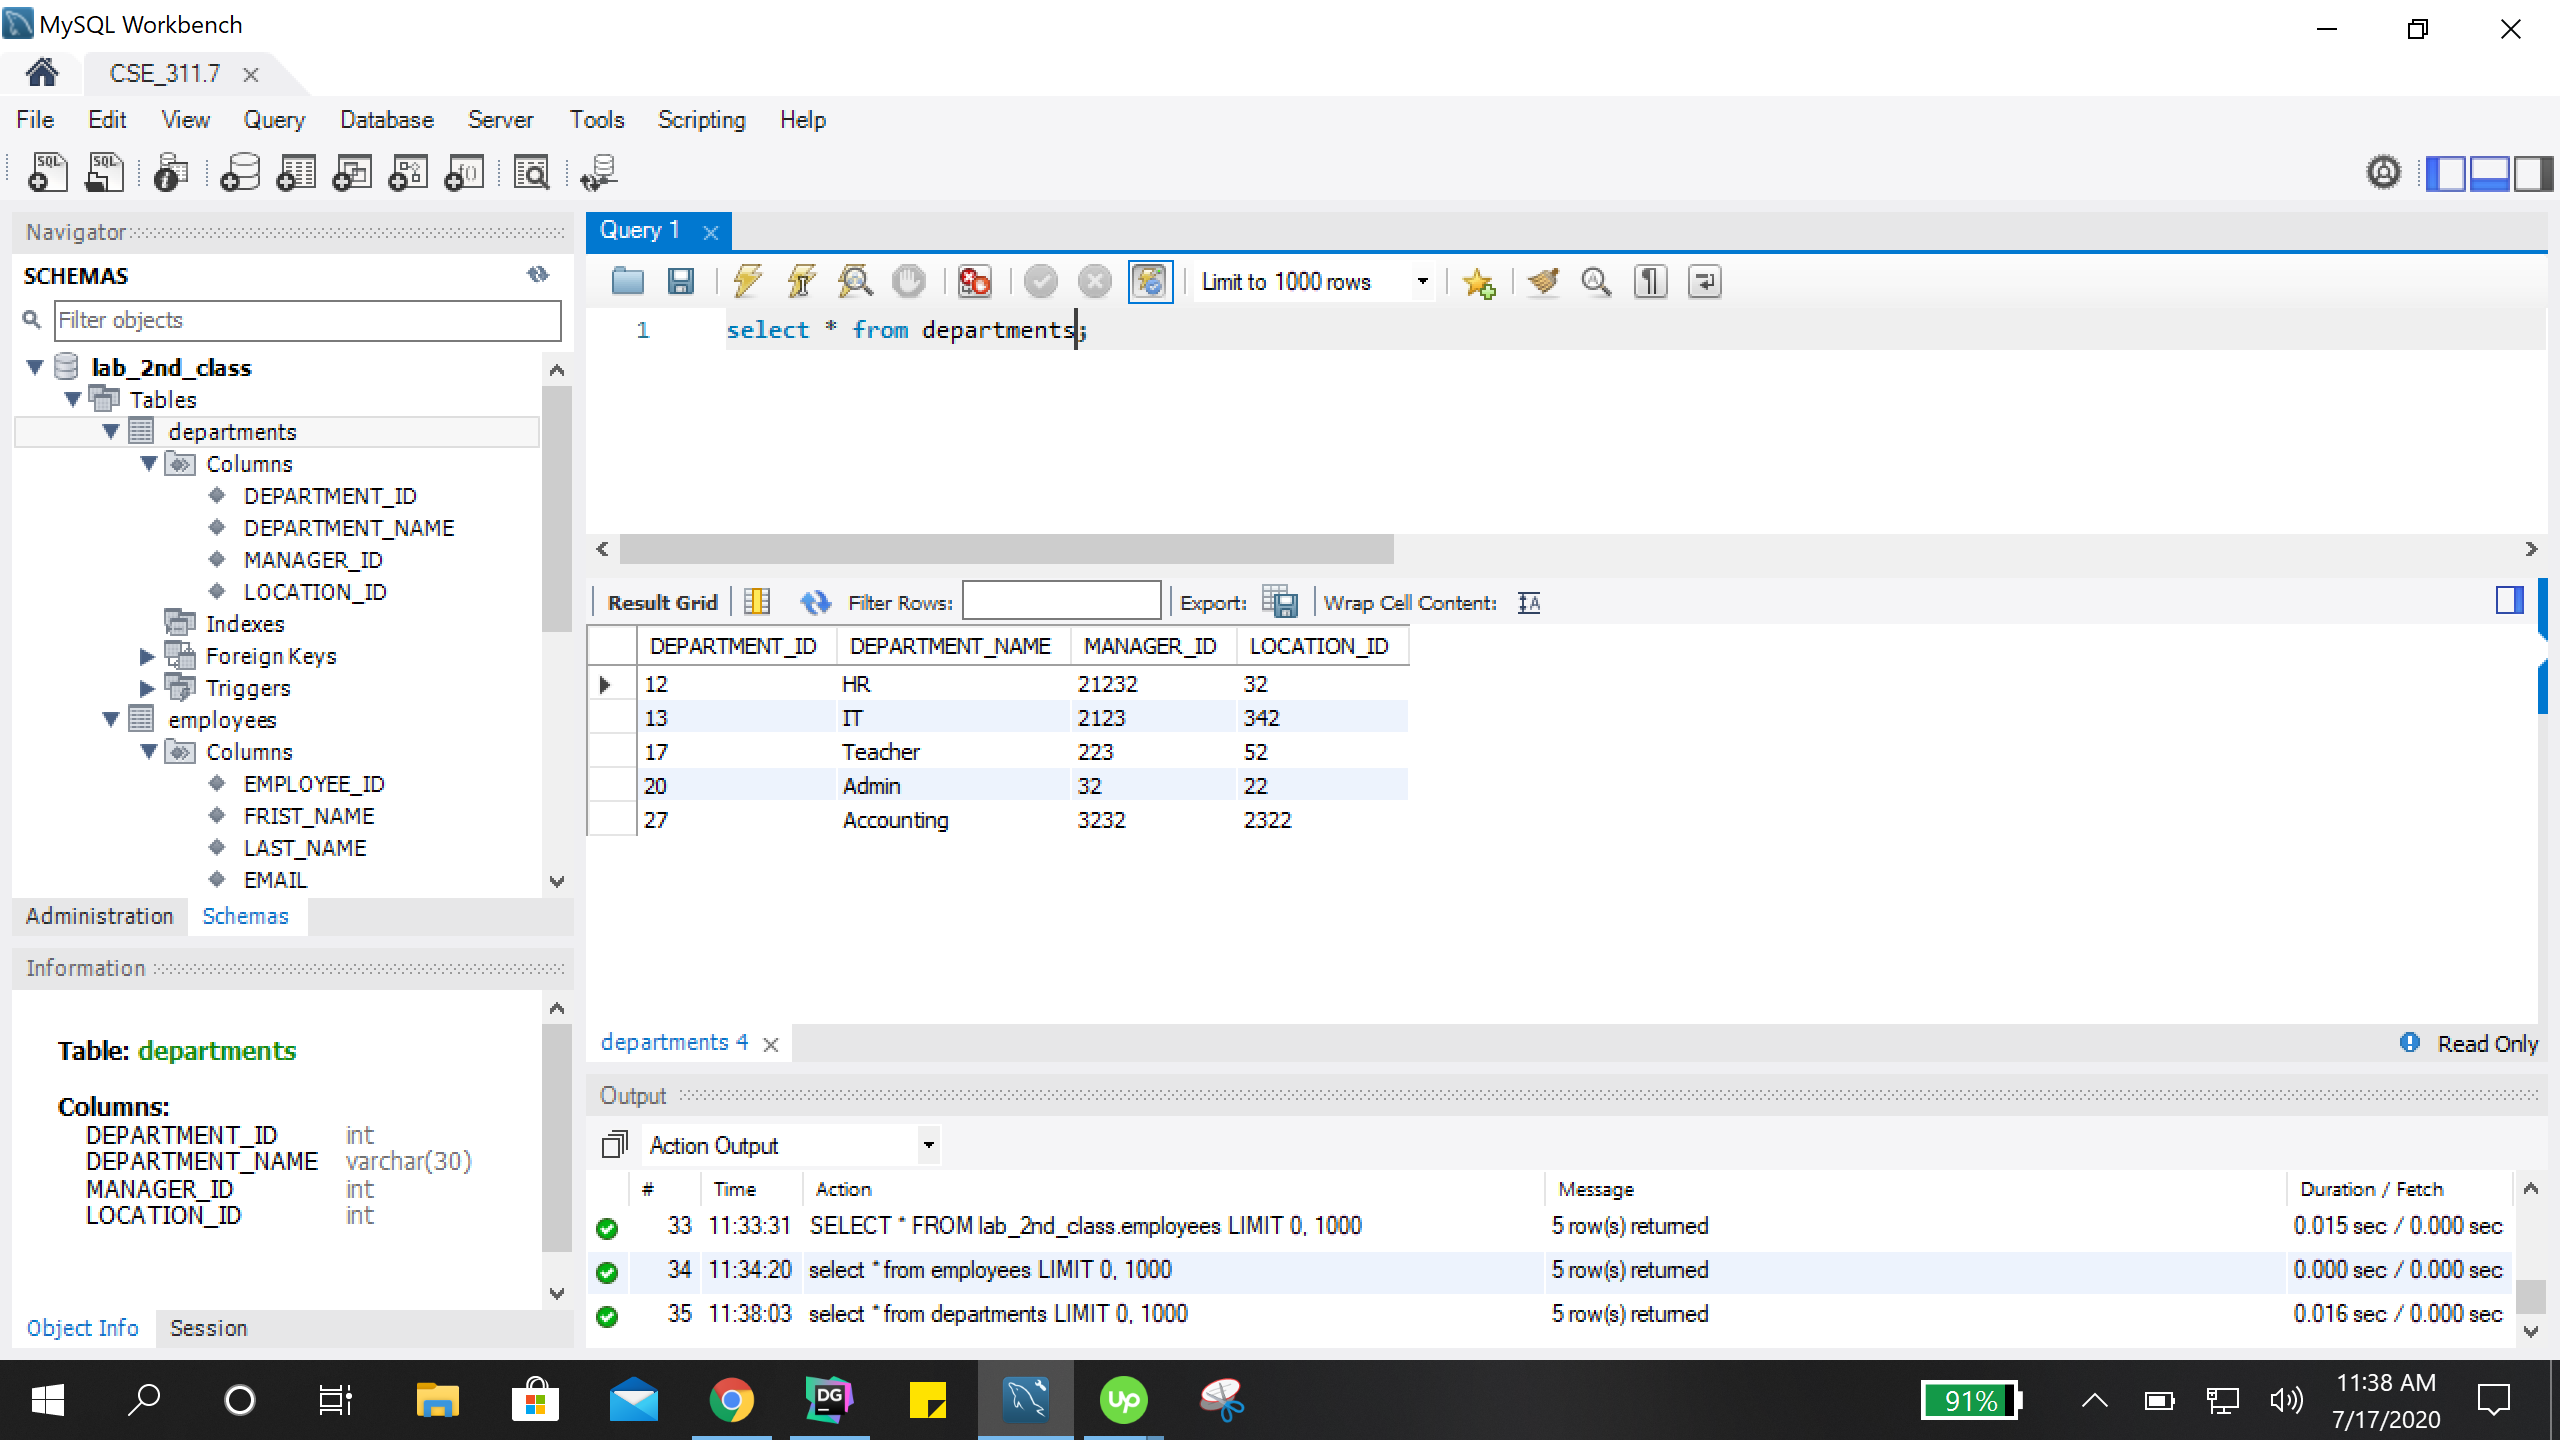 MySQL Workbench
CSE_311.7
File Edit View Query Database Server Tools Scripting Help
Navigator
SCHEMAS
Filter objects
lab_2nd_class
Tables
departments
Columns
DEPARTMENT_ID
DEPARTMENT_NAME
MANAGER_ID
LOCATION_ID
Indexes
Foreign Keys
Triggers
employees
Columns
EMPLOYEE_ID
FRIST_NAME
LAST_NAME
EMAIL
Administration Schemas
Information
Table: departments
Columns:
DEPARTMENT_ID int
DEPARTMENT_NAME varchar(30)
MANAGER_ID int
LOCATION_ID int
Object Info Session
Query 1
Limit to 1000 rows
1 select * from departments;
Result Grid Filter Rows: Export: Wrap Cell Content:
DEPARTMENT_ID DEPARTMENT_NAME MANAGER_ID LOCATION_ID
12 HR 21232 32
13 IT 2123 342
17 Teacher 223 52
20 Admin 32 22
27 Accounting 3232 2322
departments 4 Read Only
Output
Action Output
# Time Action Message Duration / Fetch
33 11:33:31 SELECT * FROM lab_2nd_class.employees LIMIT 0, 1000 5 row(s) returned 0.015 sec / 0.000 sec
34 11:34:20 select * from employees LIMIT 0, 1000 5 row(s) returned 0.000 sec / 0.000 sec
35 11:38:03 select * from departments LIMIT 0, 1000 5 row(s) returned 0.016 sec / 0.000 sec
DG
up
91%
11:38 AM
7/17/2020